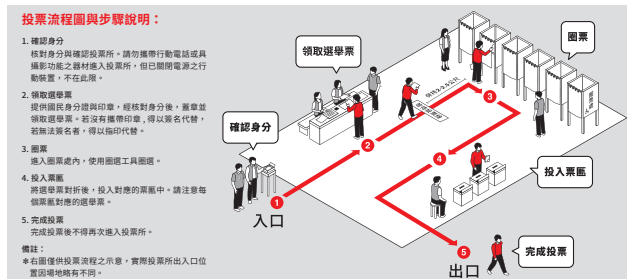 投票流程圖與步驟說明：
1. 確認身分
核對身分與確認投票所。請勿攜帶行動電話或具
攝影功能之器材進入投票所，但已關閉電源之行
動裝置，不在此限。
2. 領取選舉票
提供國民身分證與印章，經核對身分後，蓋章並
領取選舉票。若沒有攜帶印章，得以簽名代替，
若無法簽名者，得以指印代替。
3. 圈票
進入圈票處內，使用圈選工具圈選。
4. 投入票匭
將選舉票對折後，投入對應的票匭中。請注意每
個票匭對應的選舉票。
5. 完成投票
完成投票後不得再次進入投票所。
備註：
＊右圖僅供投票流程之示意，實際投票所出入口位
置因場地略有不同。
領取選舉票
圈票
確認身分
投入票匭
完成投票
1
2
3
4
5
入口
出口